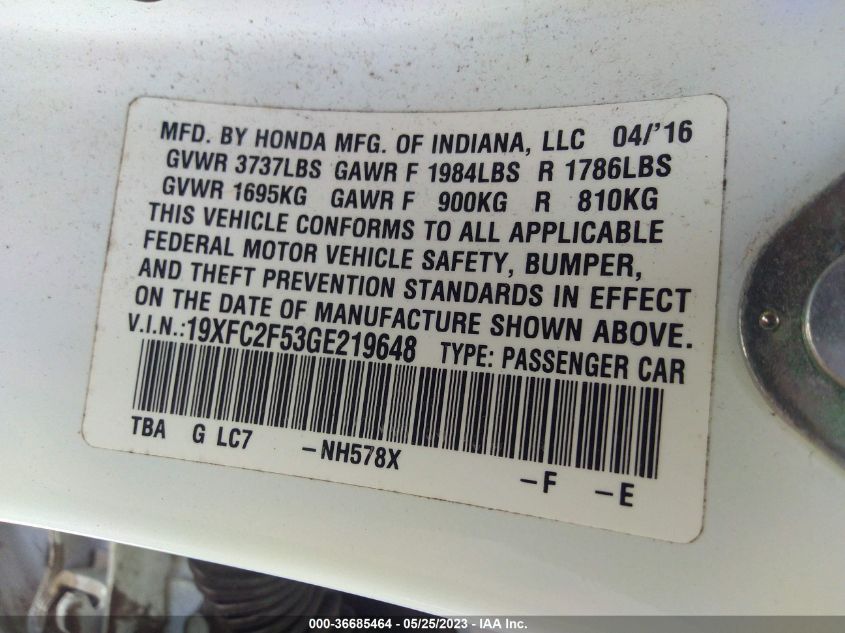 MFD. BY HONDA MFG. OF INDIANA, LLC 04/'16
GVWR 3737LBS GAWR F 1984LBS R 1786LBS
GVWR 1695KG GAWR F 900KG R 810KG
THIS VEHICLE CONFORMS TO ALL APPLICABLE
FEDERAL MOTOR VEHICLE SAFETY, BUMPER,
AND THEFT PREVENTION STANDARDS IN EFFECT
ON THE DATE OF MANUFACTURE SHOWN ABOVE.
V.I.N.:19XFC2F53GE219648 TYPE: PASSENGER CAR
TBA G LC7 -NH578X -F -E
000-36685464 - 05/25/2023 - IAA Inc.